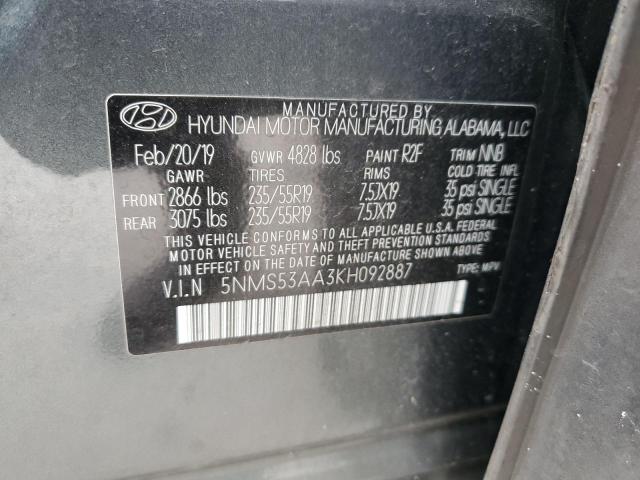 MANUFACTURED BY
HYUNDAI MOTOR MANUFACTURING ALABAMA, LLC
Feb/20/19 GVWR 4828 lbs PAINT R2F TRIM NNB
GAWR TIRES RIMS COLD TIRE INFL
FRONT 2866 lbs 235/55R19 7.5JX19 35 psi SINGLE
REAR 3075 lbs 235/55R19 7.5JX19 35 psi SINGLE
THIS VEHICLE CONFORMS TO ALL APPLICABLE U.S.A. FEDERAL
MOTOR VEHICLE SAFETY AND THEFT PREVENTION STANDARDS
IN EFFECT ON THE DATE OF MANUFACTURE SHOWN ABOVE.
V.I.N 5NMS53AA3KH092887 TYPE: MPV